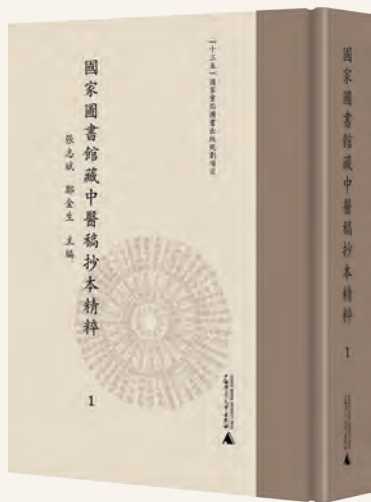 「十三五」國家重點圖書出版規劃項目
國家圖書館藏中醫稿抄本精粹
張志斌 鄭金生 主編
1
國家圖書館藏中醫稿抄本精粹
1